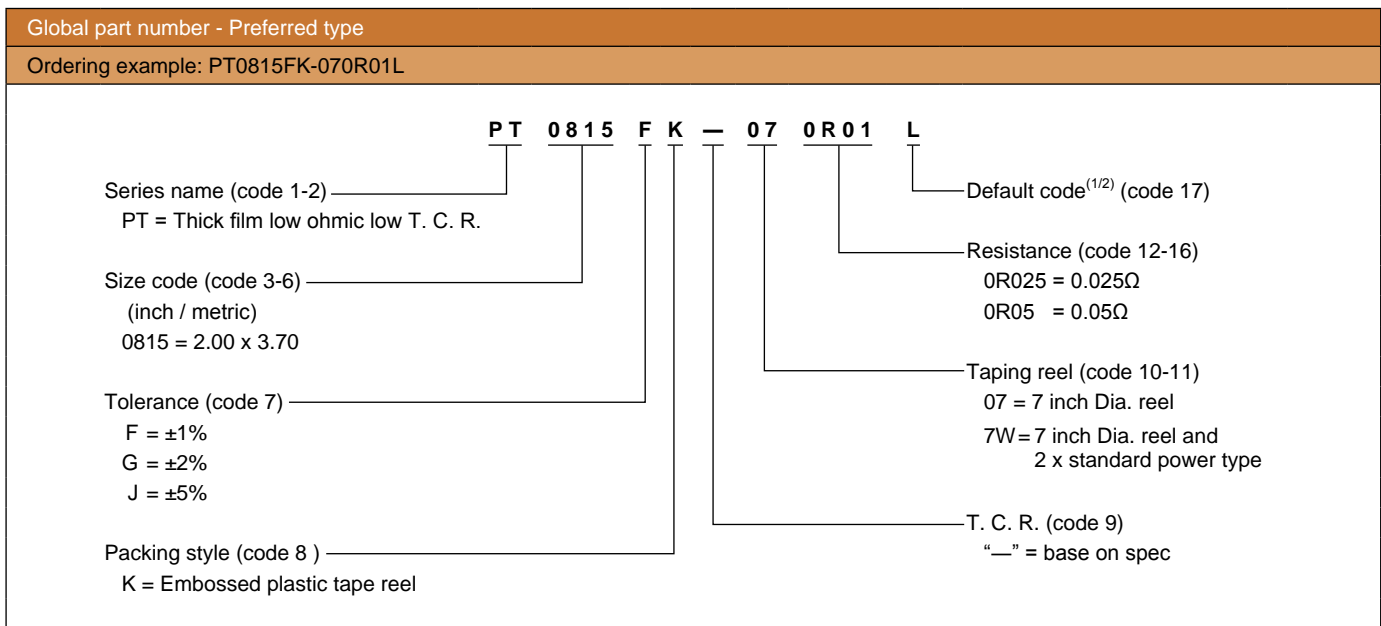 Global part number - Preferred type
Ordering example: PT0815FK-070R01L
PT 0815 F K — 07 0R01 L
Series name (code 1-2)
PT = Thick film low ohmic low T. C. R.
Size code (code 3-6)
(inch / metric)
0815 = 2.00 x 3.70
Tolerance (code 7)
F = ±1%
G = ±2%
J = ±5%
Packing style (code 8 )
K = Embossed plastic tape reel
Default code(1/2) (code 17)
Resistance (code 12-16)
0R025 = 0.025Ω
0R05 = 0.05Ω
Taping reel (code 10-11)
07 = 7 inch Dia. reel
7W = 7 inch Dia. reel and
2 x standard power type
T. C. R. (code 9)
“—” = base on spec